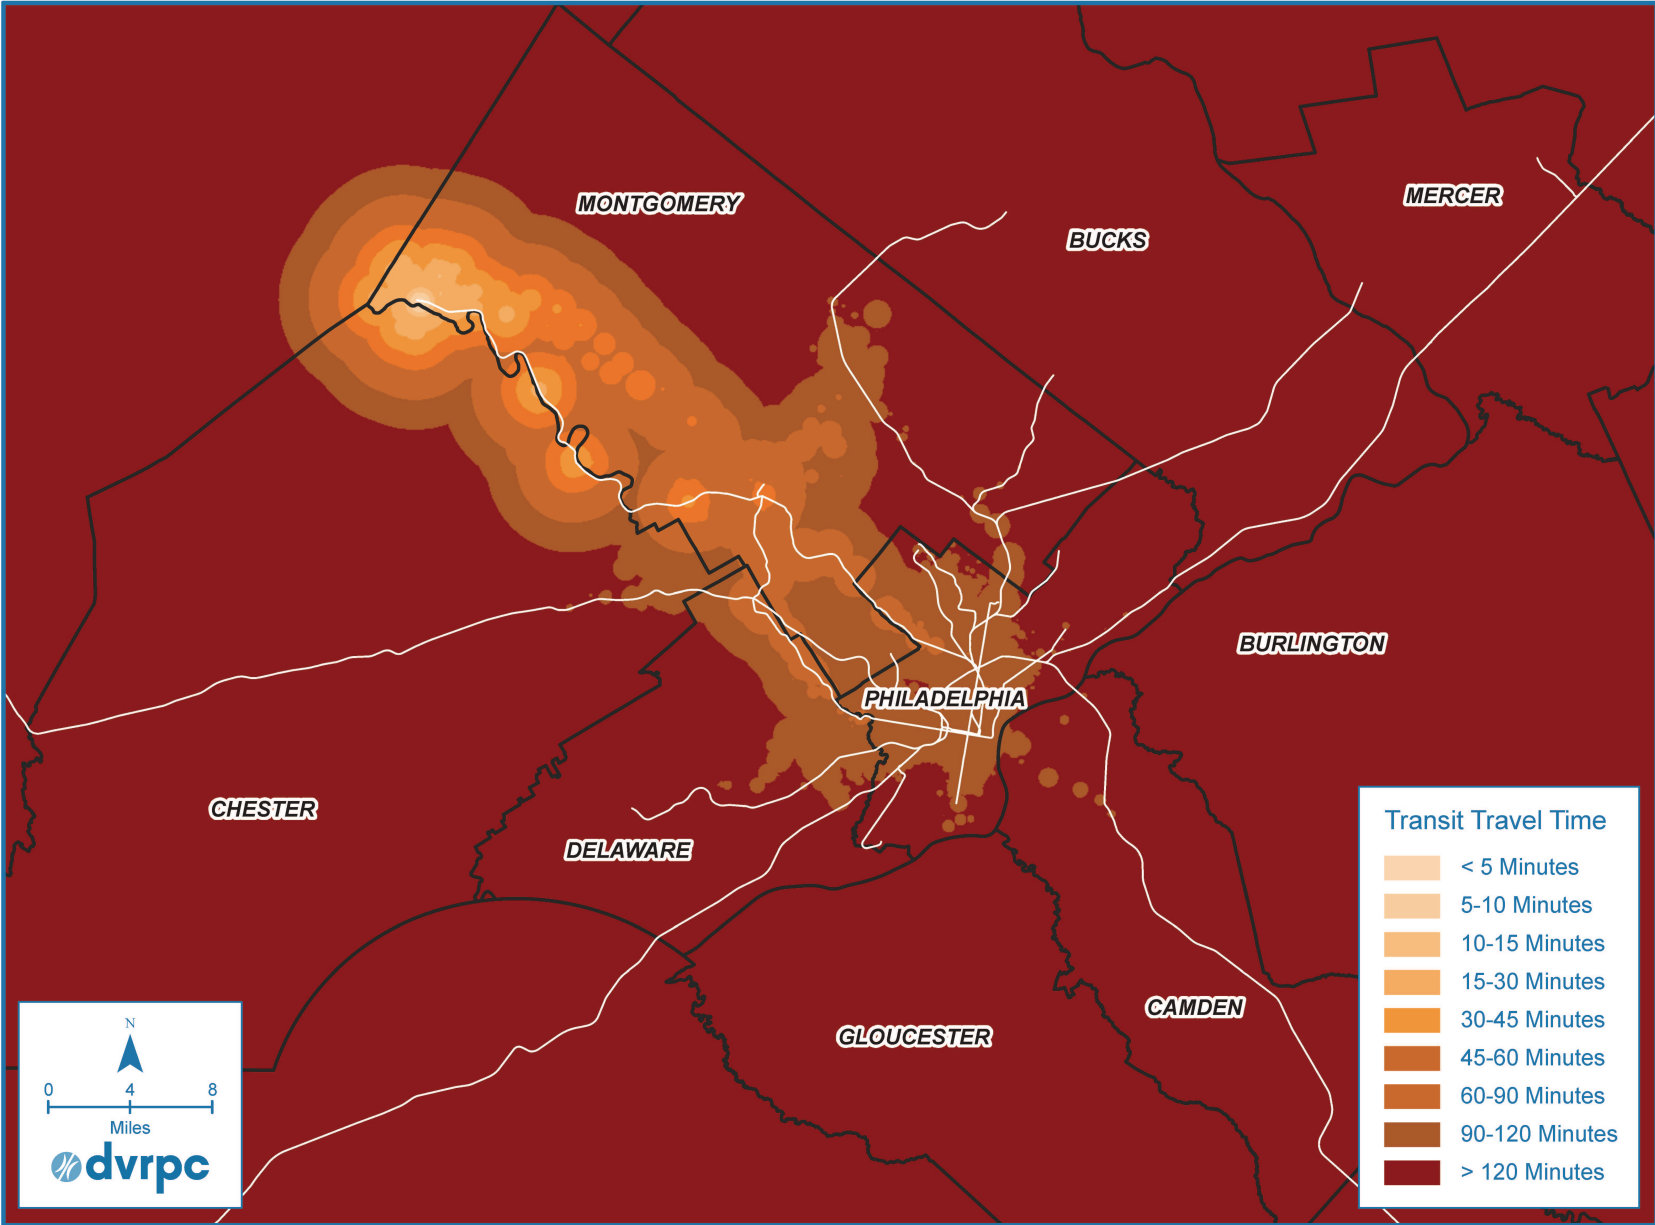 MONTGOMERY
MERCER
BUCKS
BURLINGTON
PHILADELPHIA
CHESTER
DELAWARE
CAMDEN
GLOUCESTER
Transit Travel Time
< 5 Minutes
5-10 Minutes
10-15 Minutes
15-30 Minutes
30-45 Minutes
45-60 Minutes
60-90 Minutes
90-120 Minutes
> 120 Minutes
N
0 4 8
Miles
dvrpc